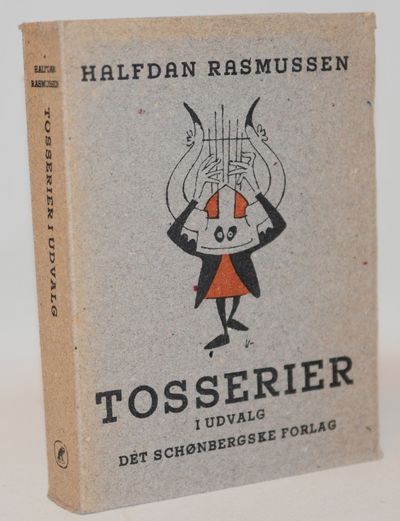 HALFDAN
RASMUSSEN
TOSSERIER I UDVALG
HALFDAN RASMUSSEN
TOSSERIER
I UDVALG
DET SCHØNBERGSKE FORLAG